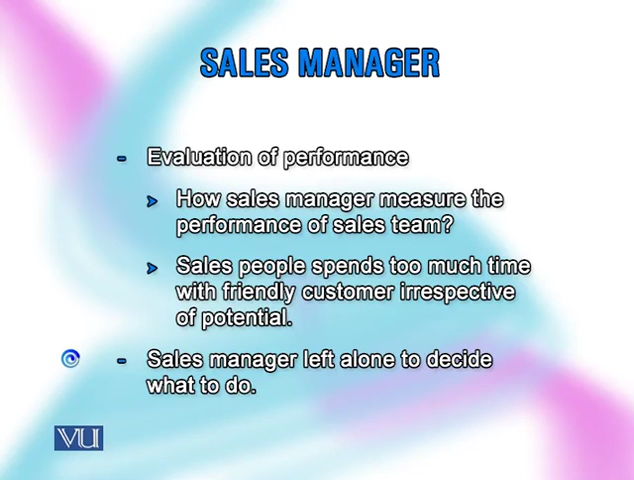 SALES MANAGER
- Evaluation of performance
How sales manager measure the
performance of sales team?
Sales people spends too much time
with friendly customer irrespective
of potential.
- Sales manager left alone to decide
what to do.
VU